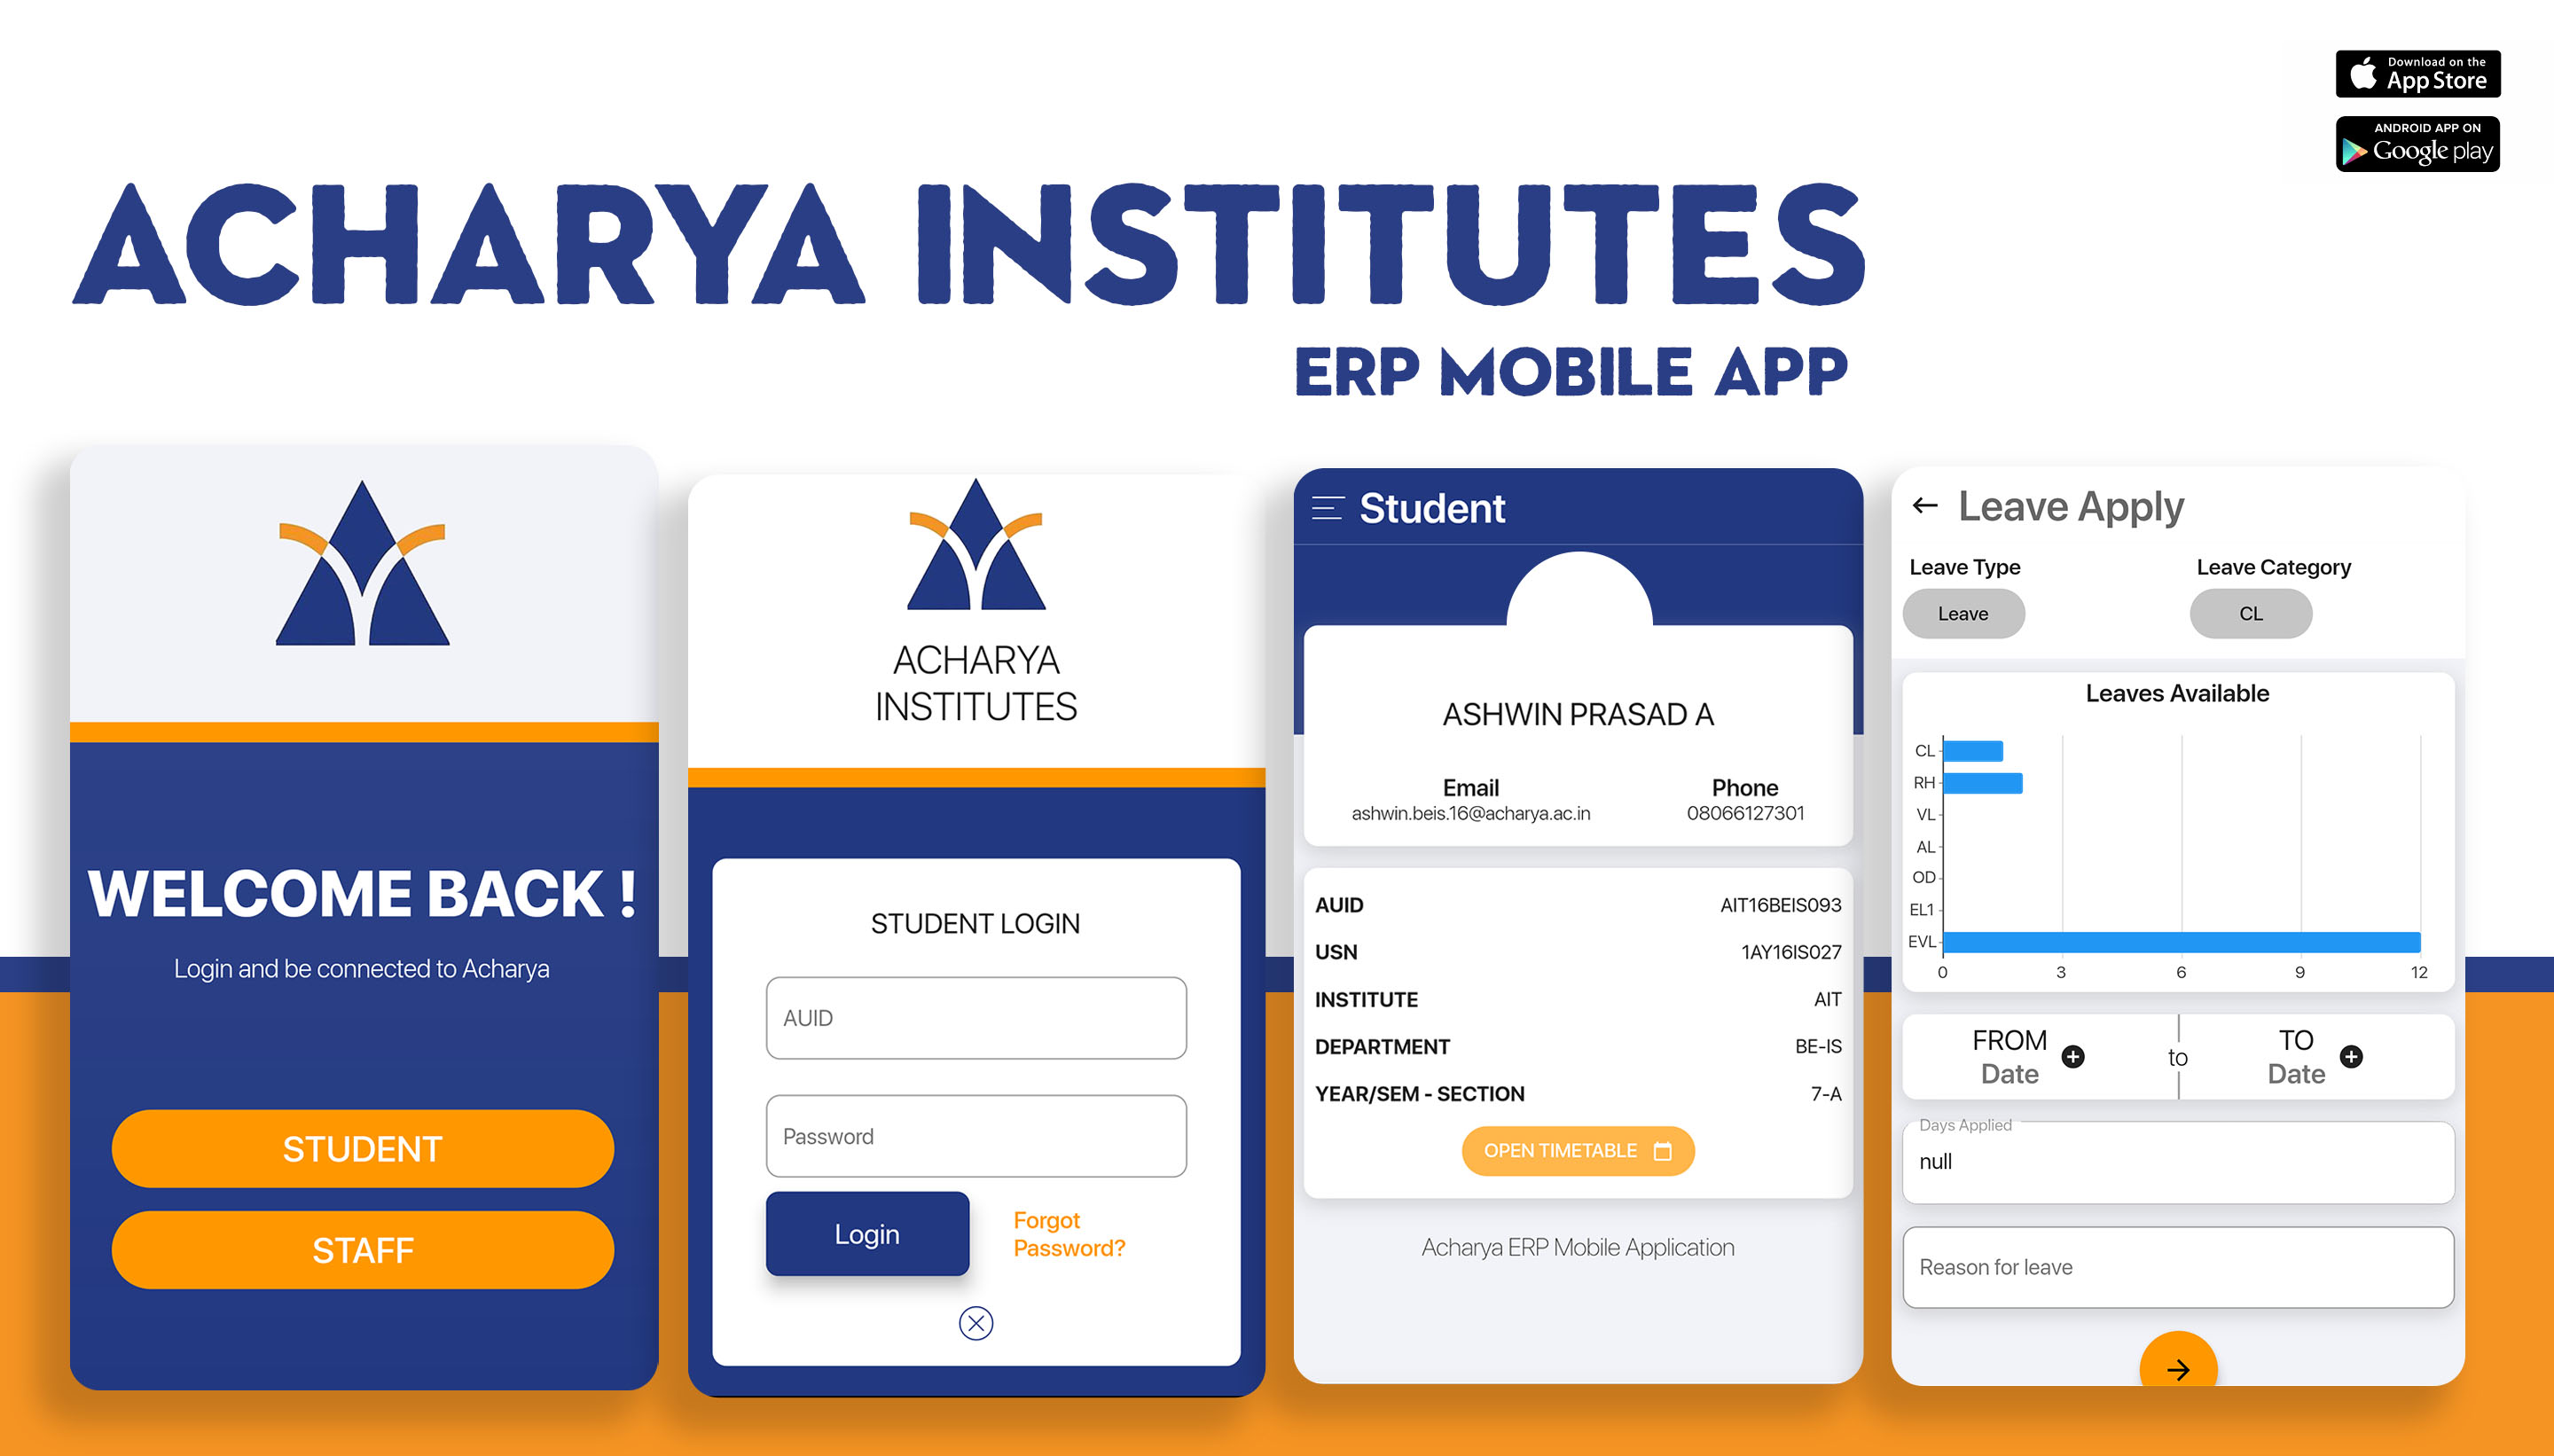 Download on the
App Store
ANDROID APP ON
Google play
ACHARYA INSTITUTES
ERP MOBILE APP
WELCOME BACK !
Login and be connected to Acharya
STUDENT
STAFF
ACHARYA
INSTITUTES
STUDENT LOGIN
AUID
Password
Login
Forgot
Password?
Student
ASHWIN PRASAD A
Email Phone
ashwin.beis.16@acharya.ac.in 08066127301
AUID AIT16BEIS093
USN 1AY16IS027
INSTITUTE AIT
DEPARTMENT BE-IS
YEAR/SEM - SECTION 7-A
OPEN TIMETABLE
Acharya ERP Mobile Application
Leave Apply
Leave Type Leave Category
Leave CL
Leaves Available
CL
RH
VL
AL
OD
EL1
EVL
0 3 6 9 12
FROM TO
to
Date Date
Days Applied
null
Reason for leave